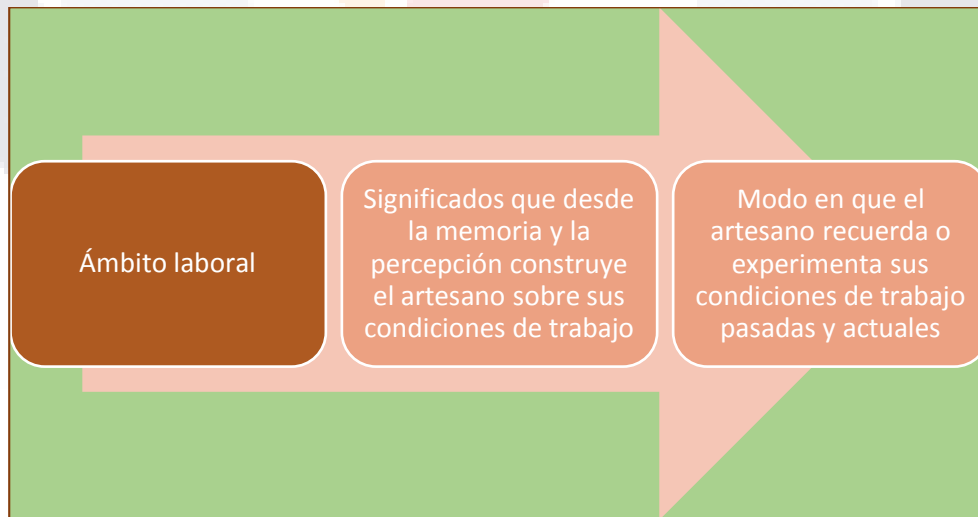 Ámbito laboral
Significados que desde
la memoria y la
percepción construye
el artesano sobre sus
condiciones de trabajo
Modo en que el
artesano recuerda o
experimenta sus
condiciones de trabajo
pasadas y actuales